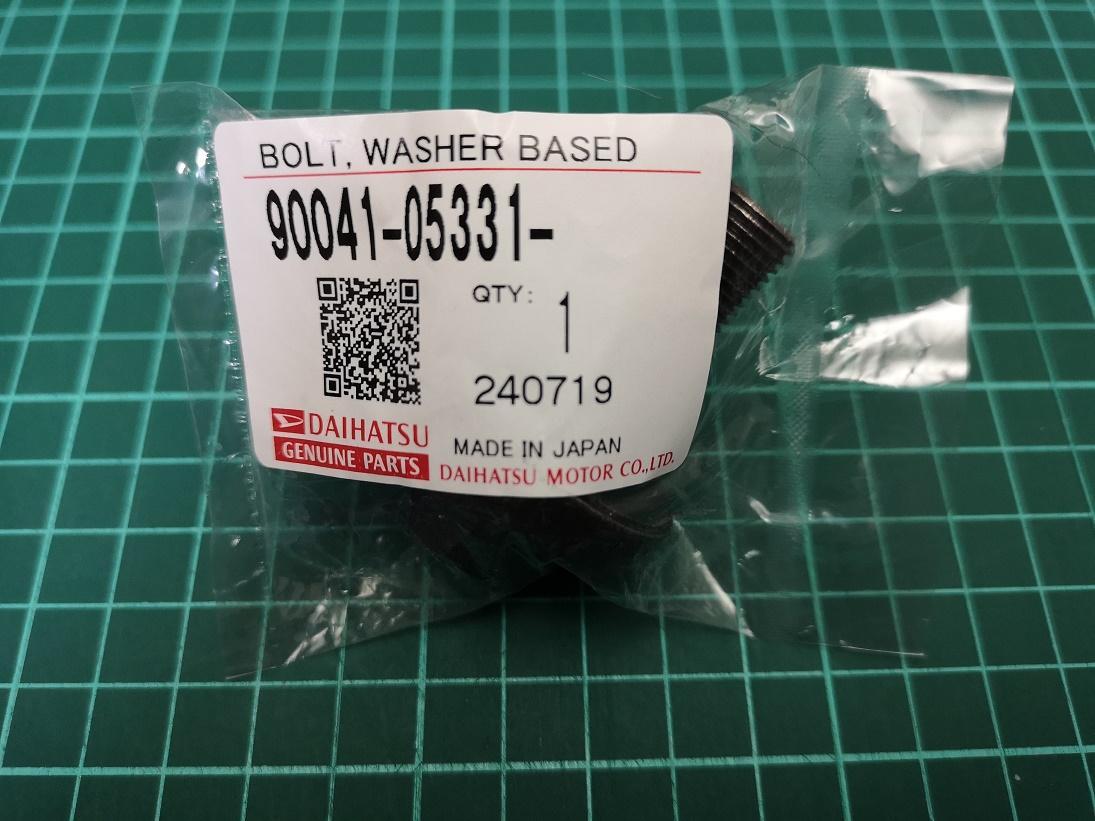 BOLT, WASHER BASED
90041-05331-
QTY: 1
240719
DAIHATSU
GENUINE PARTS
MADE IN JAPAN
DAIHATSU MOTOR CO.,LTD.